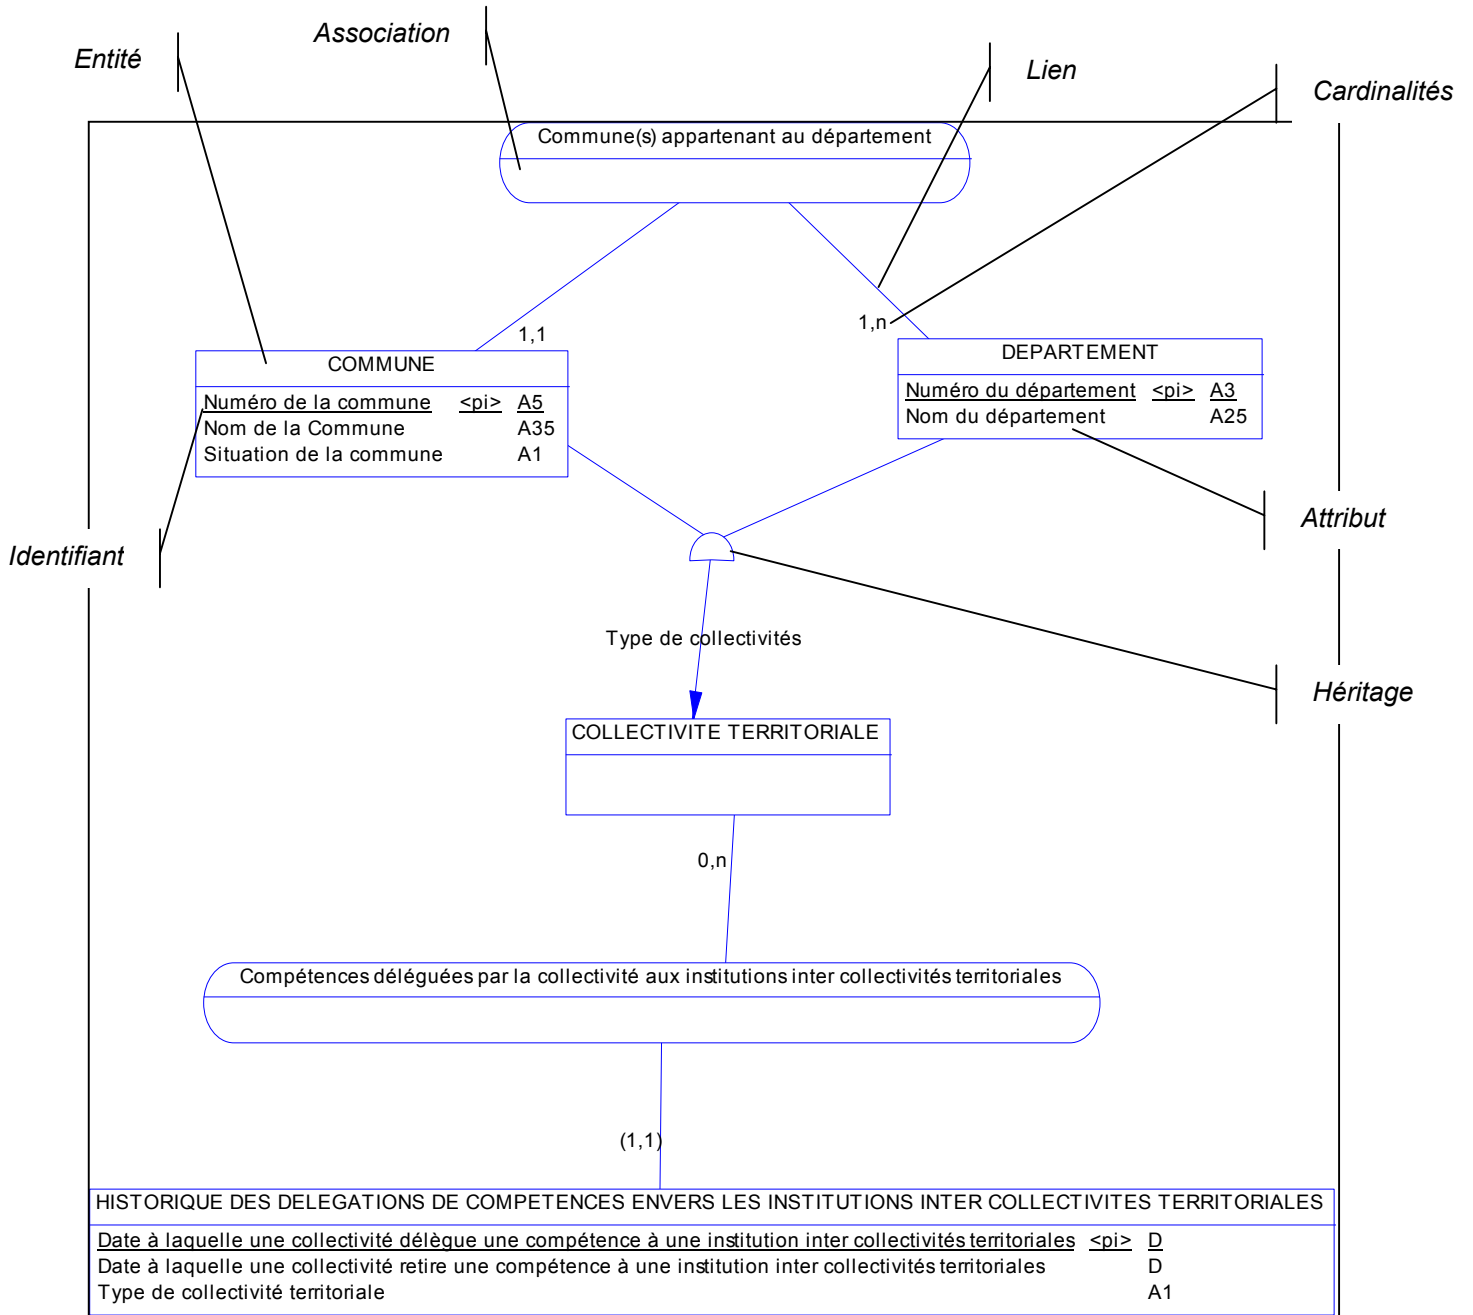 Association
Entité
Lien
Cardinalités
Commune(s) appartenant au département
1,1
1,n
COMMUNE
Numéro de la commune <pi> A5
Nom de la Commune A35
Situation de la commune A1
DEPARTEMENT
Numéro du département <pi> A3
Nom du département A25
Attribut
Identifiant
Type de collectivités
Héritage
COLLECTIVITE TERRITORIALE
0,n
Compétences déléguées par la collectivité aux institutions inter collectivités territoriales
(1,1)
HISTORIQUE DES DELEGATIONS DE COMPETENCES ENVERS LES INSTITUTIONS INTER COLLECTIVITES TERRITORIALES
Date à laquelle une collectivité délègue une compétence à une institution inter collectivités territoriales <pi> D
Date à laquelle une collectivité retire une compétence à une institution inter collectivités territoriales D
Type de collectivité territoriale A1